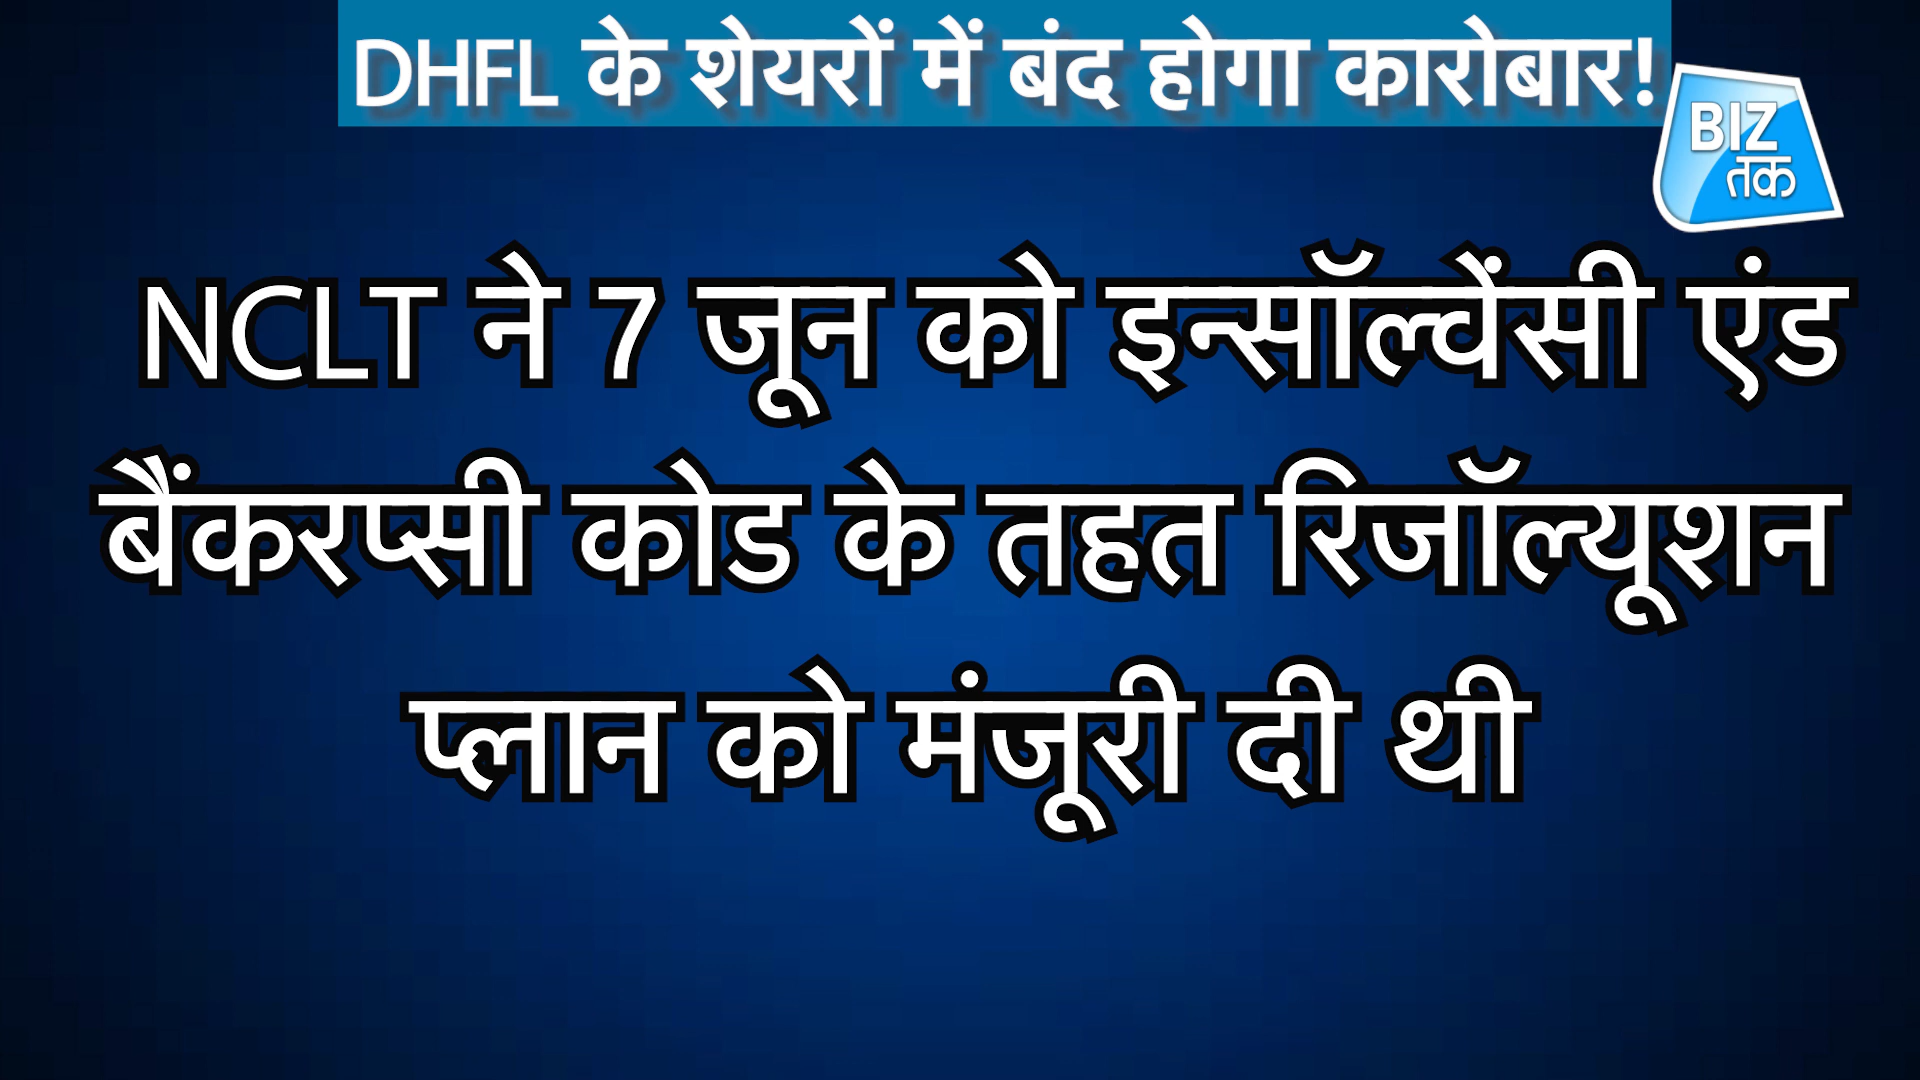 DHFL के शेयरों में बंद होगा कारोबार!
BIZ
तक
NCLT ने 7 जून को इन्सॉल्वेंसी एंड
बैंकरप्सी कोड के तहत रिजॉल्यूशन
प्लान को मंजूरी दी थी